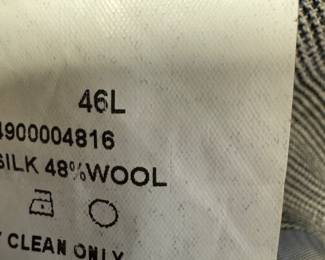 46L
4900004816
SILK 48%WOOL
Y CLEAN ONLY